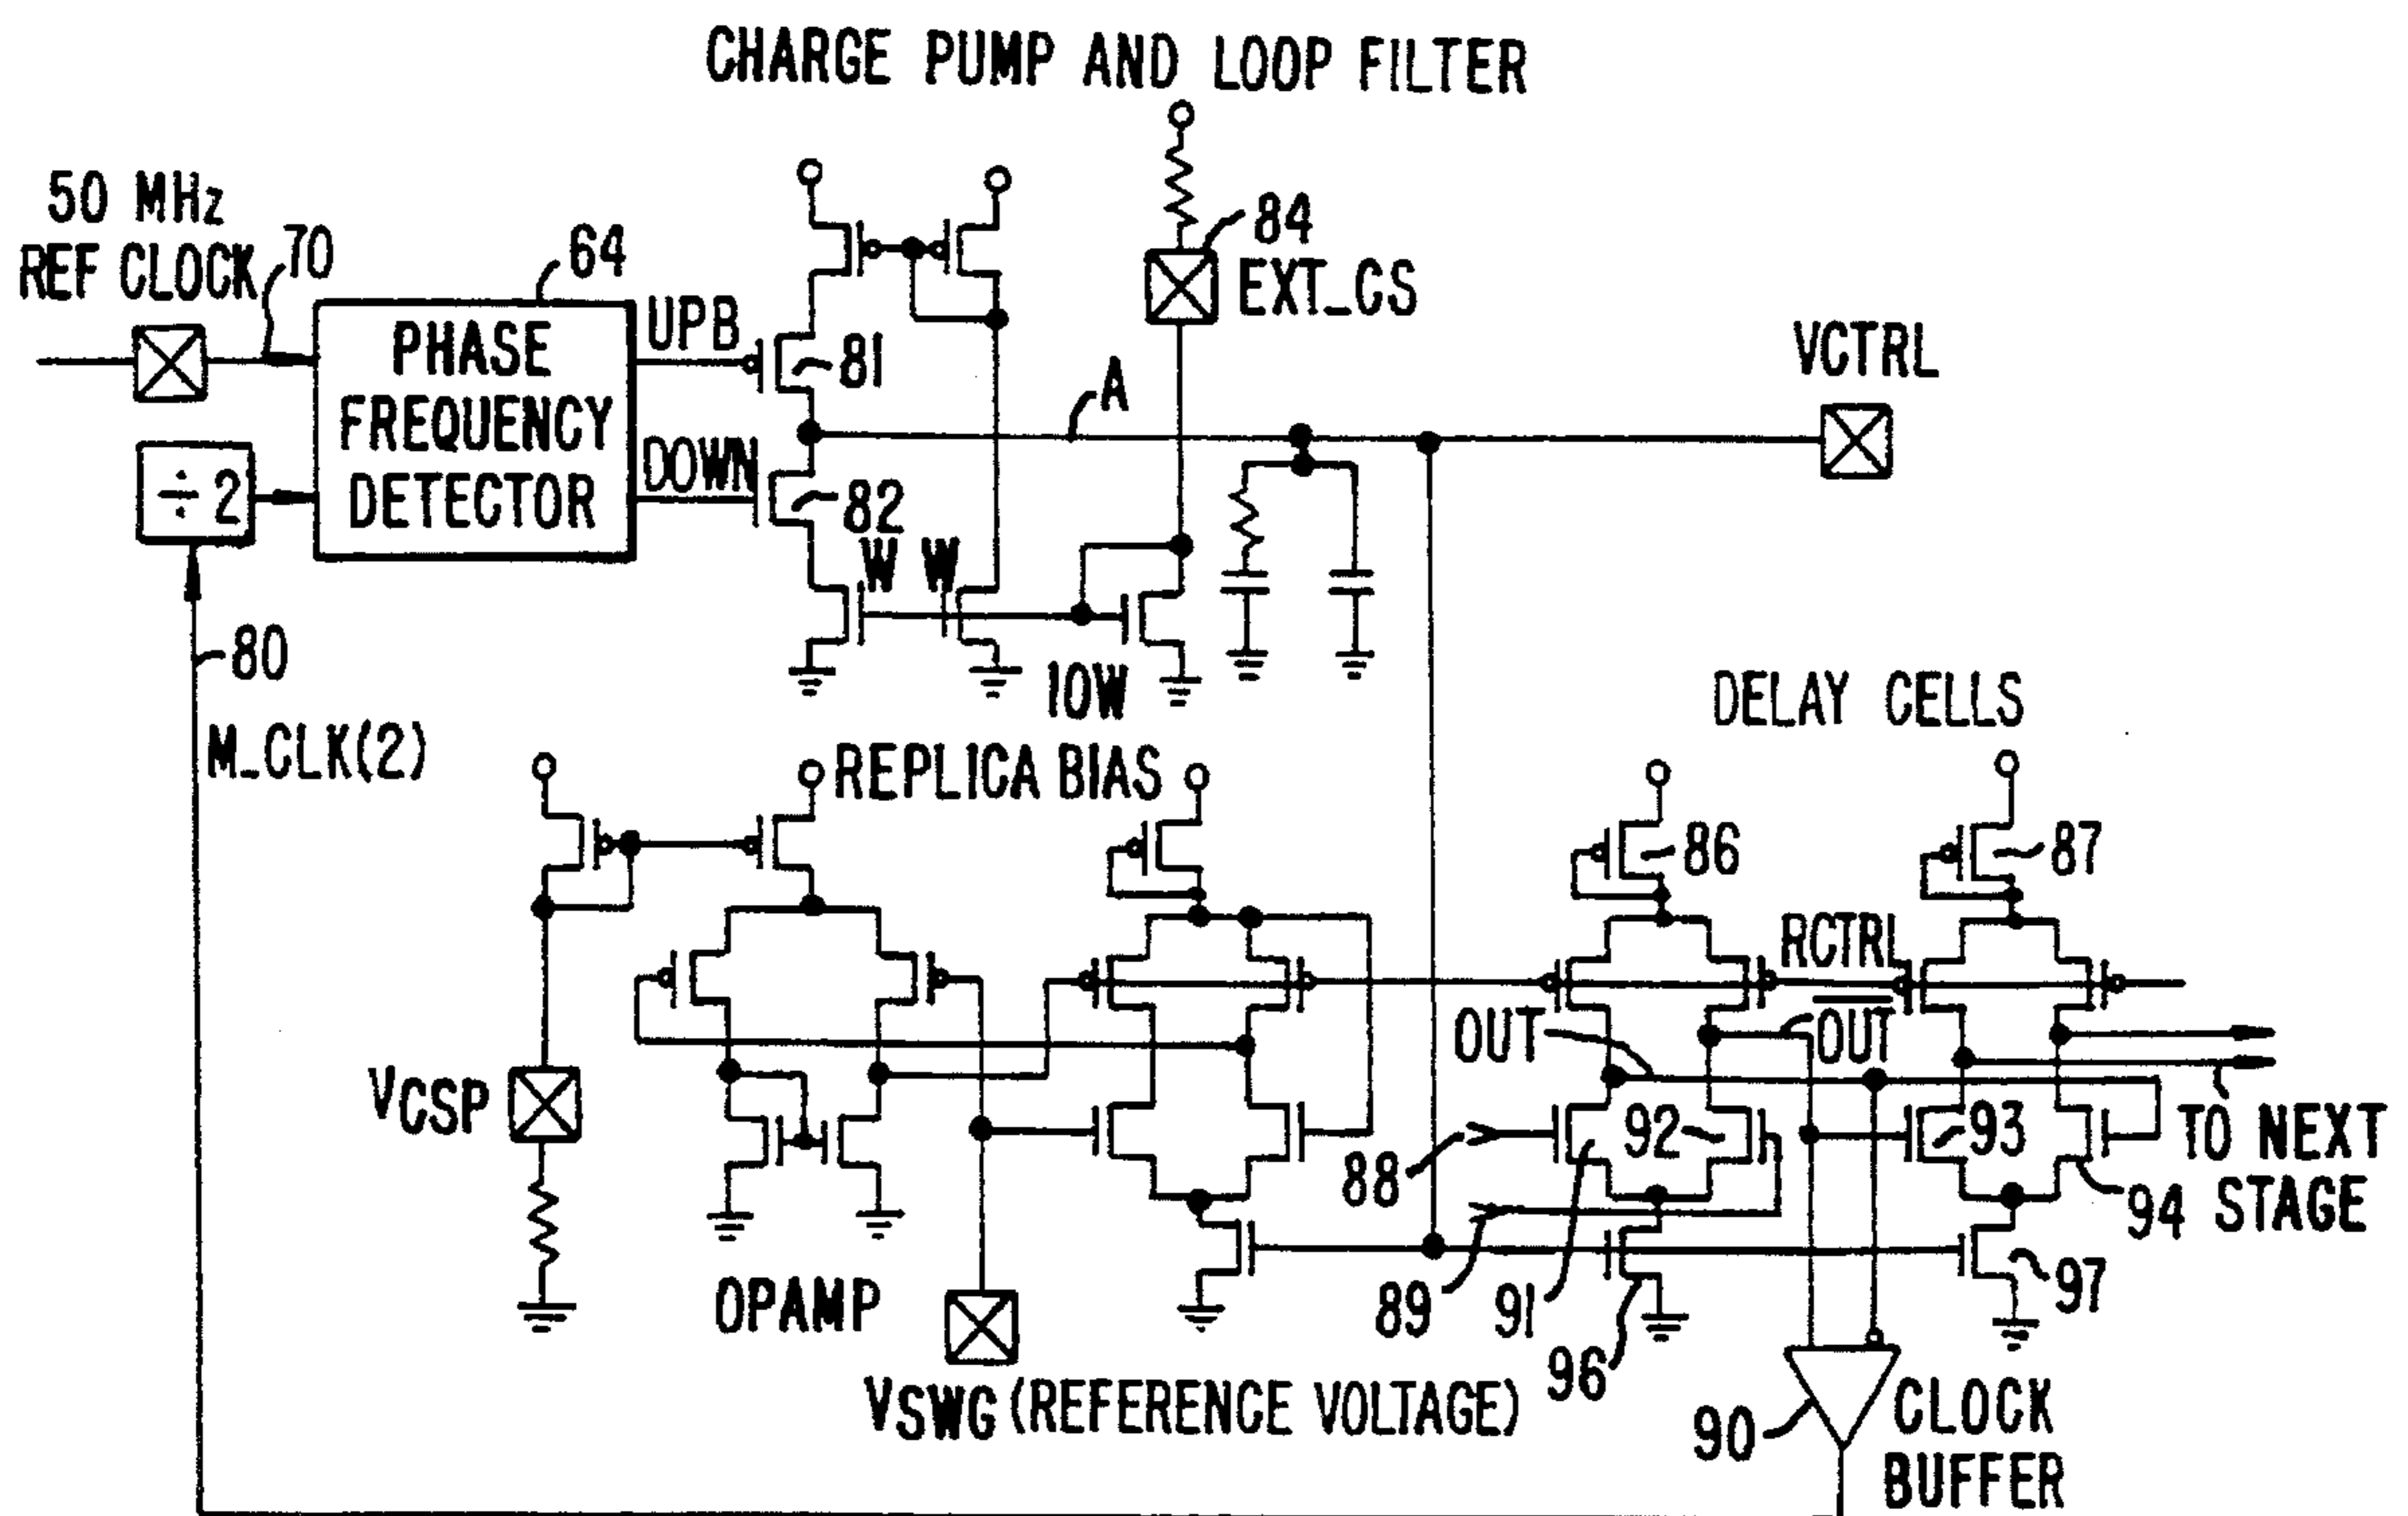 CHARGE PUMP AND LOOP FILTER
50 MHz
REF CLOCK
70
64
84
EXT_CS
PHASE
FREQUENCY
DETECTOR
UPB
81
A
VCTRL
÷ 2
DOWN
82
W W
10W
80
M_CLK(2)
DELAY CELLS
REPLICA BIAS
86
87
RCTRL
OUT
OUT
VCSP
88
92
93
TO NEXT
STAGE
94
OPAMP
89
91
97
96
VSWG (REFERENCE VOLTAGE)
90
CLOCK
BUFFER